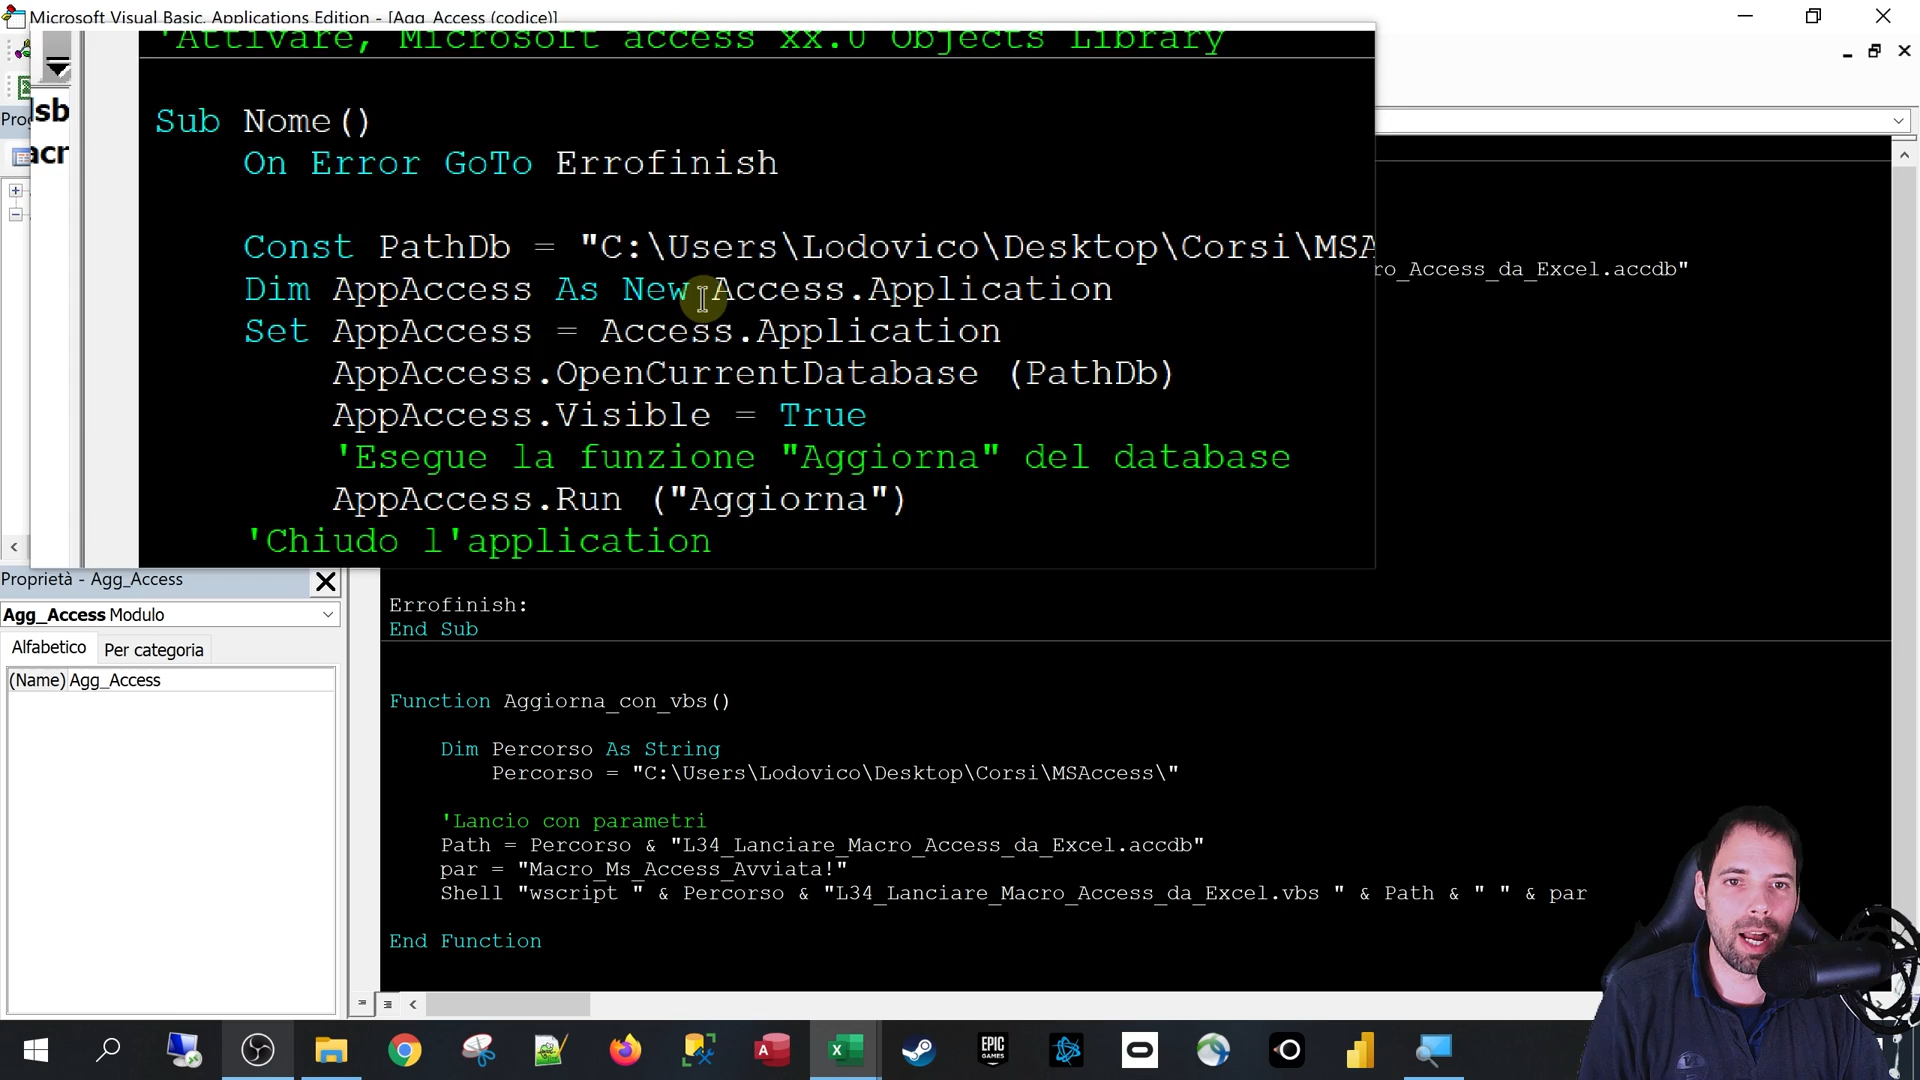 Microsoft Visual Basic, Applications Edition - [Agg_Access (codice)]
'Attivare, Microsoft access xx.0 Objects Library
Sub Nome()
On Error GoTo Errofinish
Const PathDb = "C:\Users\Lodovico\Desktop\Corsi\MSA
ro_Access_da_Excel.accdb"
Dim AppAccess As New Access.Application
Set AppAccess = Access.Application
AppAccess.OpenCurrentDatabase (PathDb)
AppAccess.Visible = True
'Esegue la funzione "Aggiorna" del database
AppAccess.Run ("Aggiorna")
'Chiudo l'application
Proprietà - Agg_Access
Agg_Access Modulo
Alfabetico
Per categoria
(Name) Agg_Access
Errofinish:
End Sub
Function Aggiorna_con_vbs()
Dim Percorso As String
Percorso = "C:\Users\Lodovico\Desktop\Corsi\MSAccess\"
'Lancio con parametri
Path = Percorso & "L34_Lanciare_Macro_Access_da_Excel.accdb"
par = "Macro_Ms_Access_Avviata!"
Shell "wscript " & Percorso & "L34_Lanciare_Macro_Access_da_Excel.vbs " & Path & " " & par
End Function
EPIC
GAMES